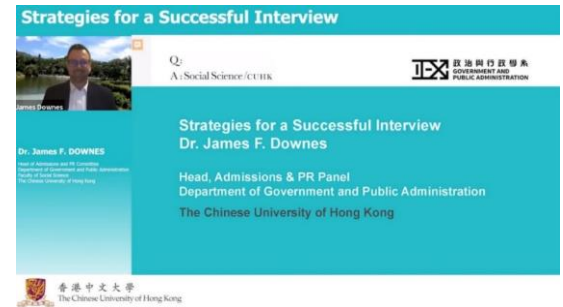 Strategies for a Successful Interview
Q:
A : Social Science / CUHK
政治與行政學系
GOVERNMENT AND
PUBLIC ADMINISTRATION
James Downes
Strategies for a Successful Interview
Dr. James F. DOWNES
Dr. James F. DOWNES
Head of Admissions and PR Committee
Department of Government and Public Administration
Faculty of Social Science
The Chinese University of Hong Kong
Head, Admissions & PR Panel
Department of Government and Public Administration
The Chinese University of Hong Kong
香港中文大學
The Chinese University of Hong Kong